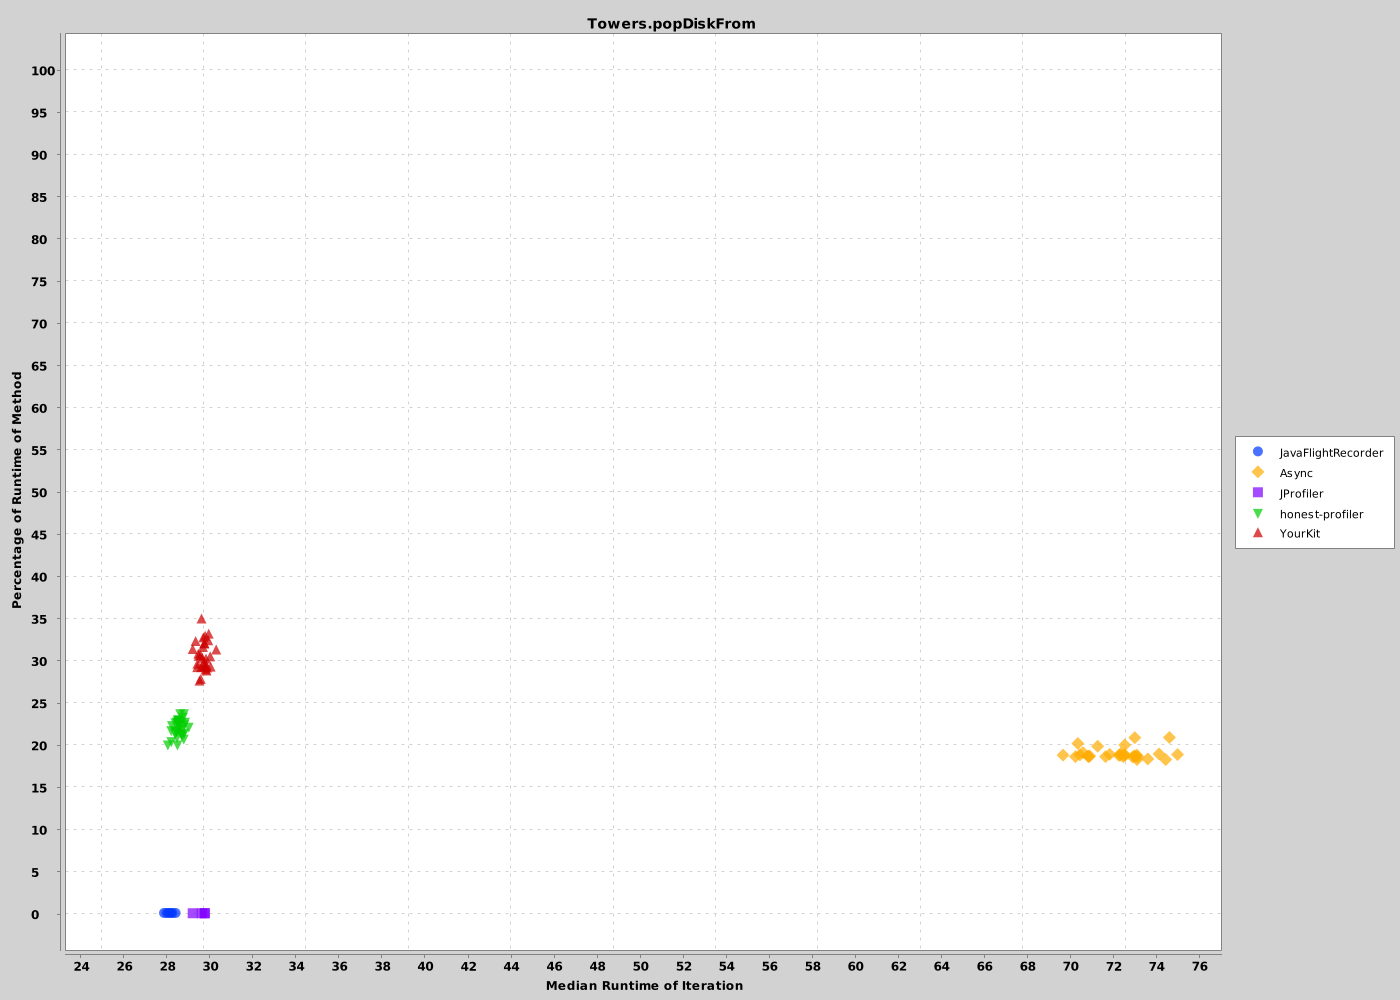 Towers.popDiskFrom
Percentage of Runtime of Method
100
95
90
85
80
75
70
65
60
55
50
45
40
35
30
25
20
15
10
5
0
24 26 28 30 32 34 36 38 40 42 44 46 48 50 52 54 56 58 60 62 64 66 68 70 72 74 76
Median Runtime of Iteration
JavaFlightRecorder
Async
JProfiler
honest-profiler
YourKit